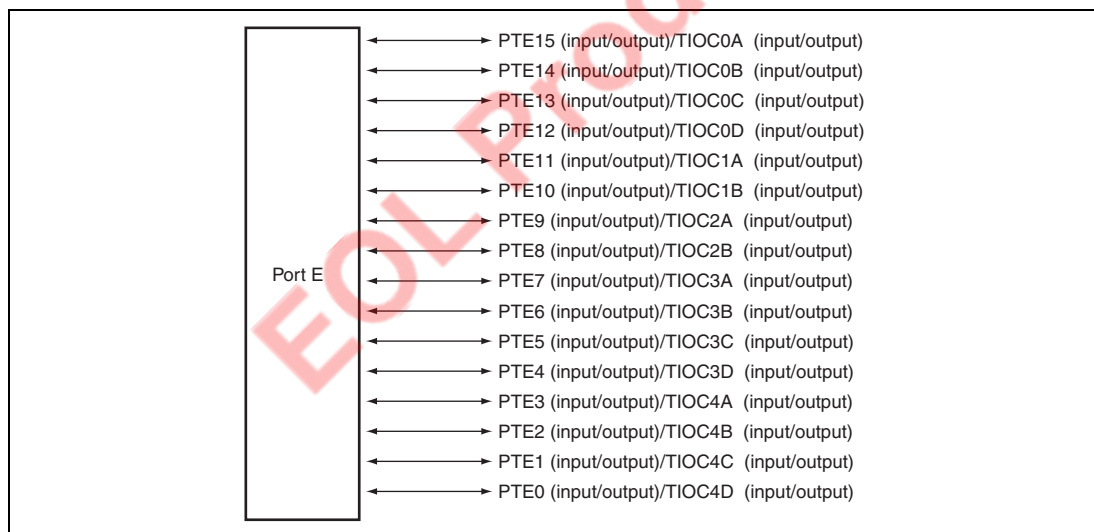 PTE15 (input/output)/TIOC0A (input/output)
PTE14 (input/output)/TIOC0B (input/output)
PTE13 (input/output)/TIOC0C (input/output)
PTE12 (input/output)/TIOC0D (input/output)
PTE11 (input/output)/TIOC1A (input/output)
PTE10 (input/output)/TIOC1B (input/output)
PTE9 (input/output)/TIOC2A (input/output)
PTE8 (input/output)/TIOC2B (input/output)
Port E
PTE7 (input/output)/TIOC3A (input/output)
PTE6 (input/output)/TIOC3B (input/output)
PTE5 (input/output)/TIOC3C (input/output)
PTE4 (input/output)/TIOC3D (input/output)
PTE3 (input/output)/TIOC4A (input/output)
PTE2 (input/output)/TIOC4B (input/output)
PTE1 (input/output)/TIOC4C (input/output)
PTE0 (input/output)/TIOC4D (input/output)
EOL Prod